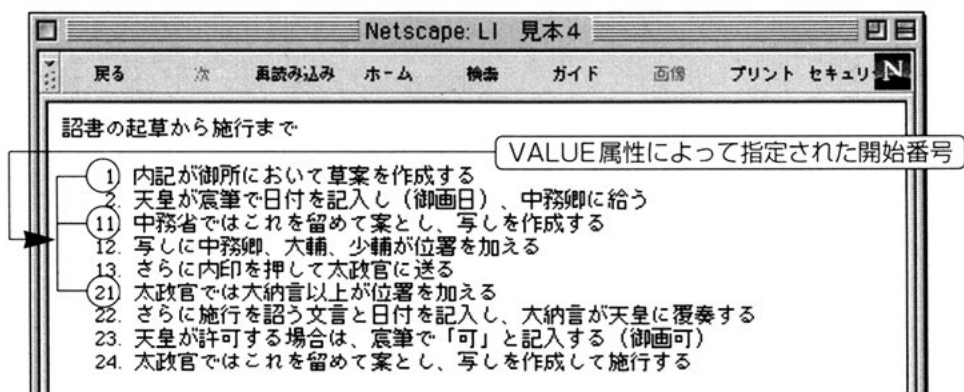 Netscape: LI 見本4
戻る 次 再読み込み ホーム 検索 ガイド 画像 プリント セキュリ N
詔書の起草から施行まで
VALUE属性によって指定された開始番号
1. 内記が御所において草案を作成する
2. 天皇が宸筆で日付を記入し（御画日）、中務卿に給う
11. 中務省ではこれを留めて案とし、写しを作成する
12. 写しに中務卿、大輔、少輔が位署を加える
13. さらに内印を押して太政官に送る
21. 太政官では大納言以上が位署を加える
22. さらに施行を詔う文言と日付を記入し、大納言が天皇に覆奏する
23. 天皇が許可する場合は、宸筆で「可」と記入する（御画可）
24. 太政官ではこれを留めて案とし、写しを作成して施行する